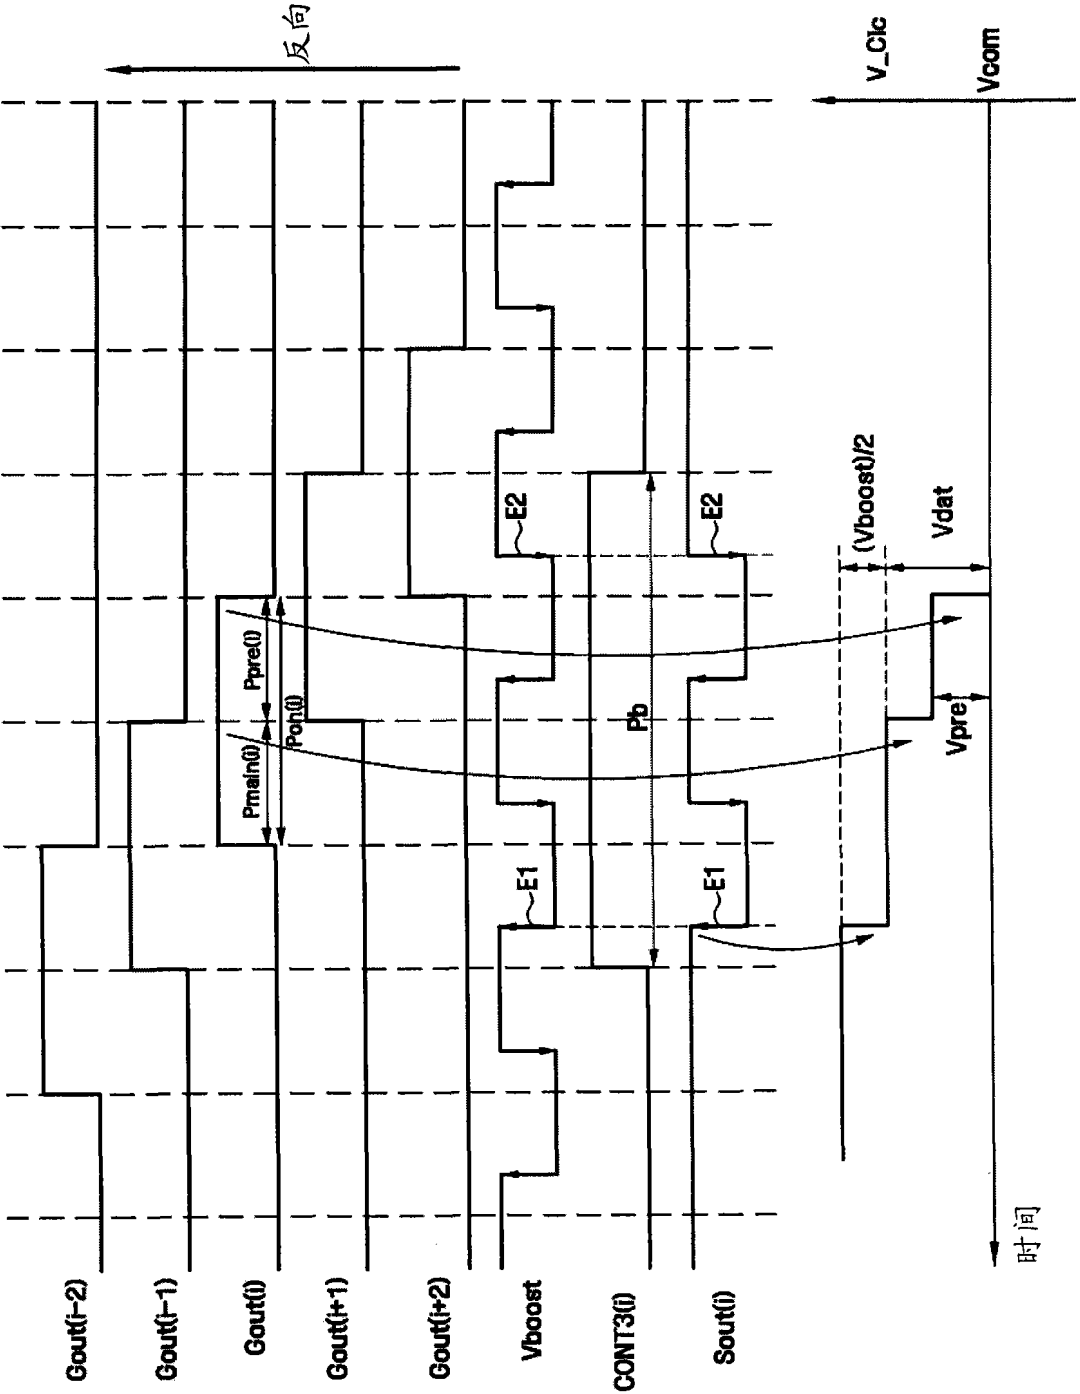 反向
V_Clc
Vcom
(Vboost)/2
Vdat
Vpre
E2
E2
Ppre(i)
Pon(i)
Pmain(i)
Pb
E1
E1
时间
Gout(i-2)
Gout(i-1)
Gout(i)
Gout(i+1)
Gout(i+2)
Vboost
CONT3(i)
Sout(i)